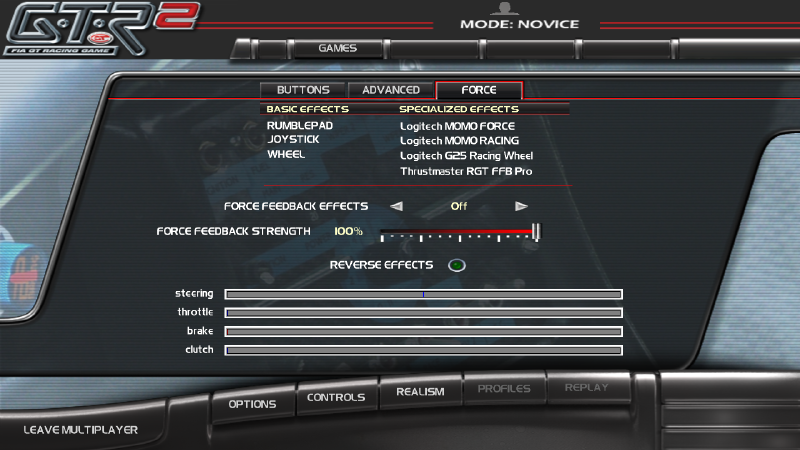 GTR2
FIA GT RACING GAME
MODE: NOVICE
GAMES
BUTTONS ADVANCED FORCE
BASIC EFFECTS SPECIALIZED EFFECTS
RUMBLEPAD Logitech MOMO FORCE
JOYSTICK Logitech MOMO RACING
WHEEL Logitech G25 Racing Wheel
Thrustmaster RGT FFB Pro
FORCE FEEDBACK EFFECTS Off
FORCE FEEDBACK STRENGTH 100%
REVERSE EFFECTS
steering
throttle
brake
clutch
OPTIONS CONTROLS REALISM PROFILES REPLAY
LEAVE MULTIPLAYER